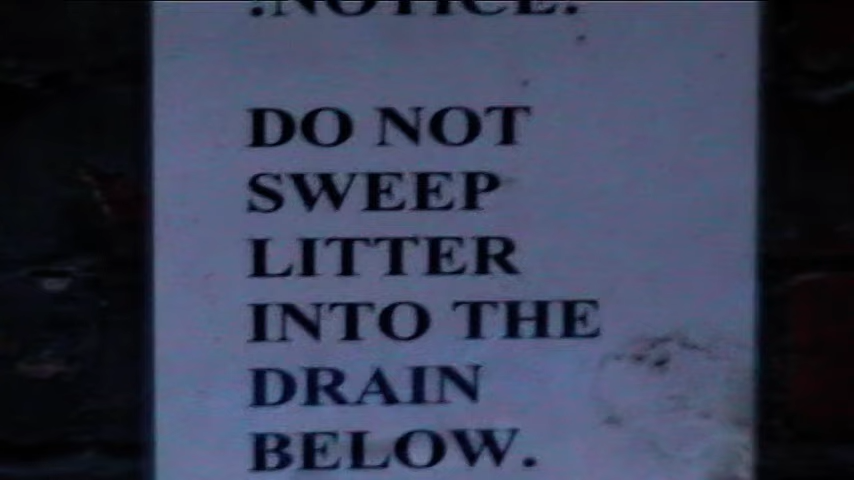 :NOTICE:
DO NOT
SWEEP
LITTER
INTO THE
DRAIN
BELOW.